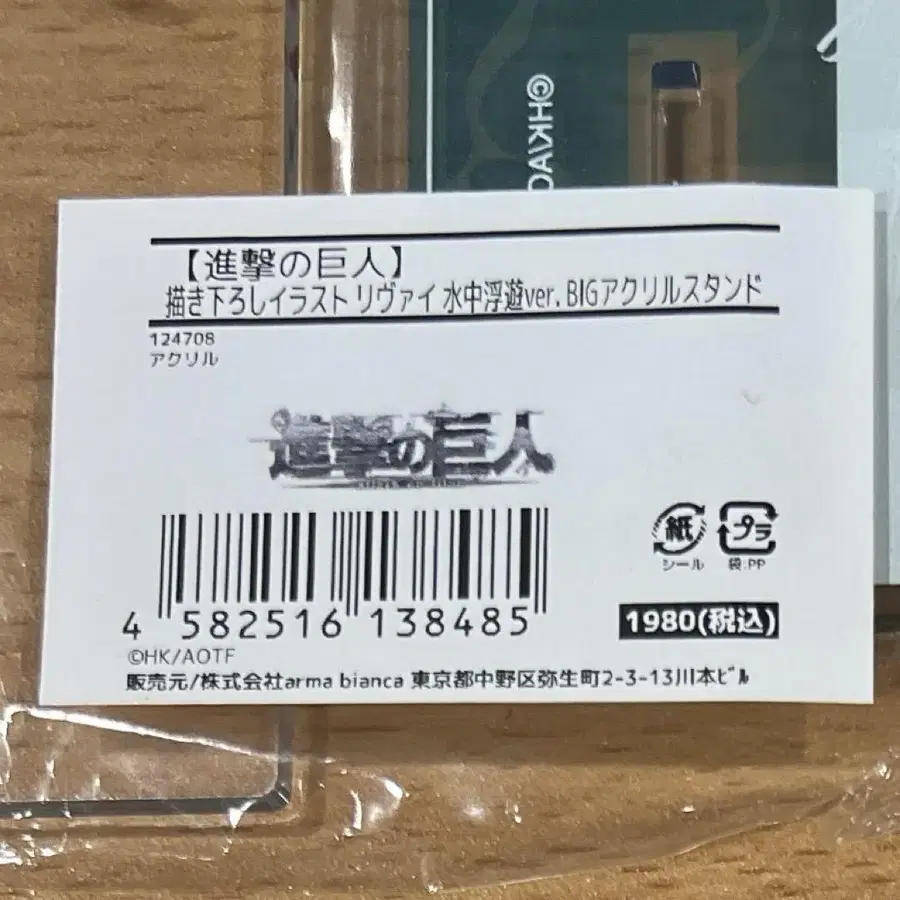 ©HK/AO
【進撃の巨人】
描き下ろしイラスト リヴァイ 水中浮遊ver. BIGアクリルスタンド
124708
アクリル
進撃の巨人
紙 プラ
シール 袋:PP
4 582516 138485
1980(税込)
©HK/AOTF
販売元/株式会社arma bianca 東京都中野区弥生町2-3-13川本ビル